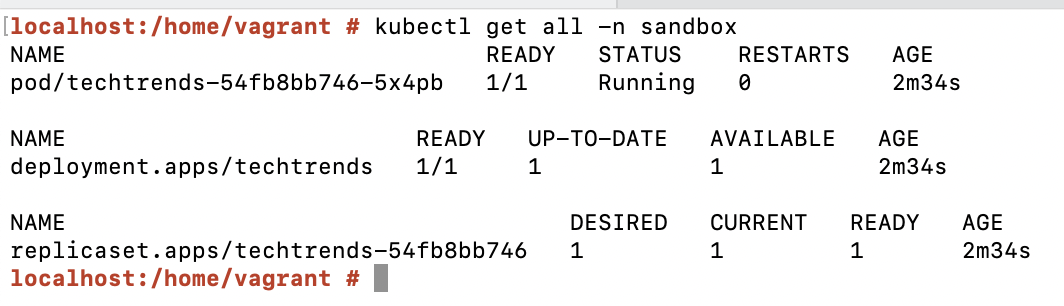 [localhost:/home/vagrant # kubectl get all -n sandbox
NAME READY STATUS RESTARTS AGE
pod/techtrends-54fb8bb746-5x4pb 1/1 Running 0 2m34s
NAME READY UP-TO-DATE AVAILABLE AGE
deployment.apps/techtrends 1/1 1 1 2m34s
NAME DESIRED CURRENT READY AGE
replicaset.apps/techtrends-54fb8bb746 1 1 1 2m34s
localhost:/home/vagrant #